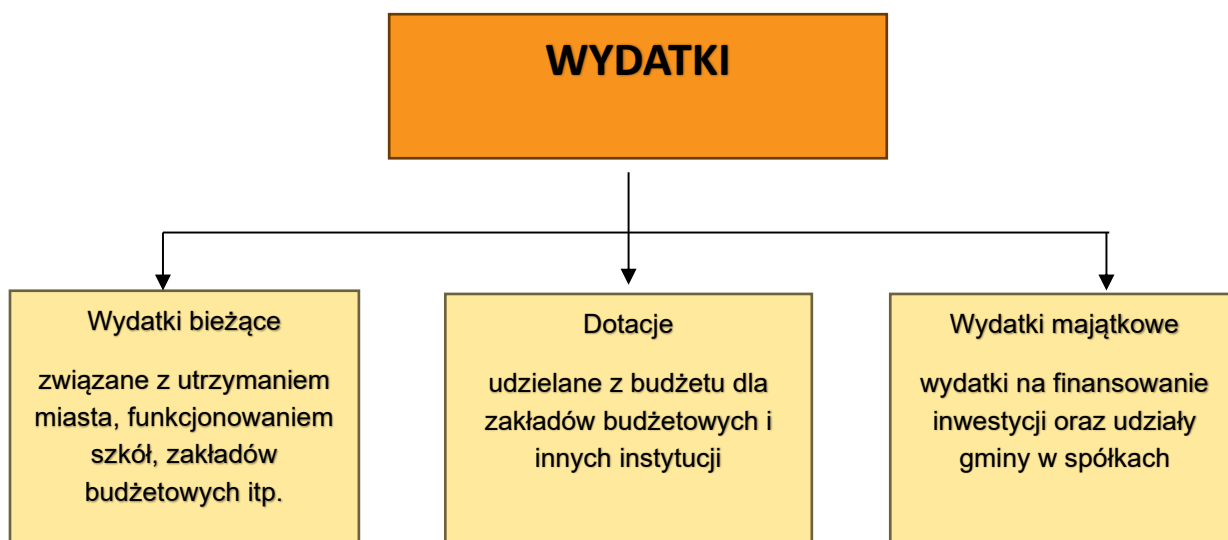 WYDATKI
Wydatki bieżące
związane z utrzymaniem
miasta, funkcjonowaniem
szkół, zakładów
budżetowych itp.
Dotacje
udzielane z budżetu dla
zakładów budżetowych i
innych instytucji
Wydatki majątkowe
wydatki na finansowanie
inwestycji oraz udziały
gminy w spółkach